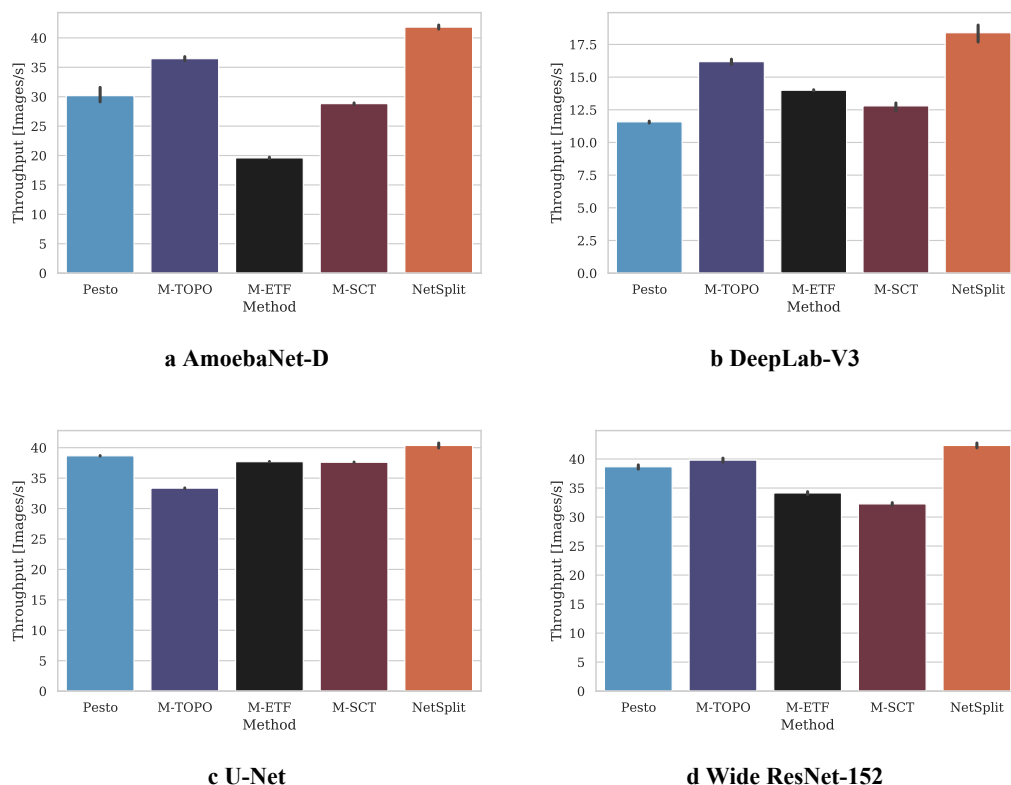 40
35
30
25
20
15
10
5
0
Throughput [Images/s]
Pesto M-TOPO M-ETF M-SCT NetSplit
Method
a AmoebaNet-D
17.5
15.0
12.5
10.0
7.5
5.0
2.5
0.0
Throughput [Images/s]
Pesto M-TOPO M-ETF M-SCT NetSplit
Method
b DeepLab-V3
40
35
30
25
20
15
10
5
0
Throughput [Images/s]
Pesto M-TOPO M-ETF M-SCT NetSplit
Method
c U-Net
40
35
30
25
20
15
10
5
0
Throughput [Images/s]
Pesto M-TOPO M-ETF M-SCT NetSplit
Method
d Wide ResNet-152